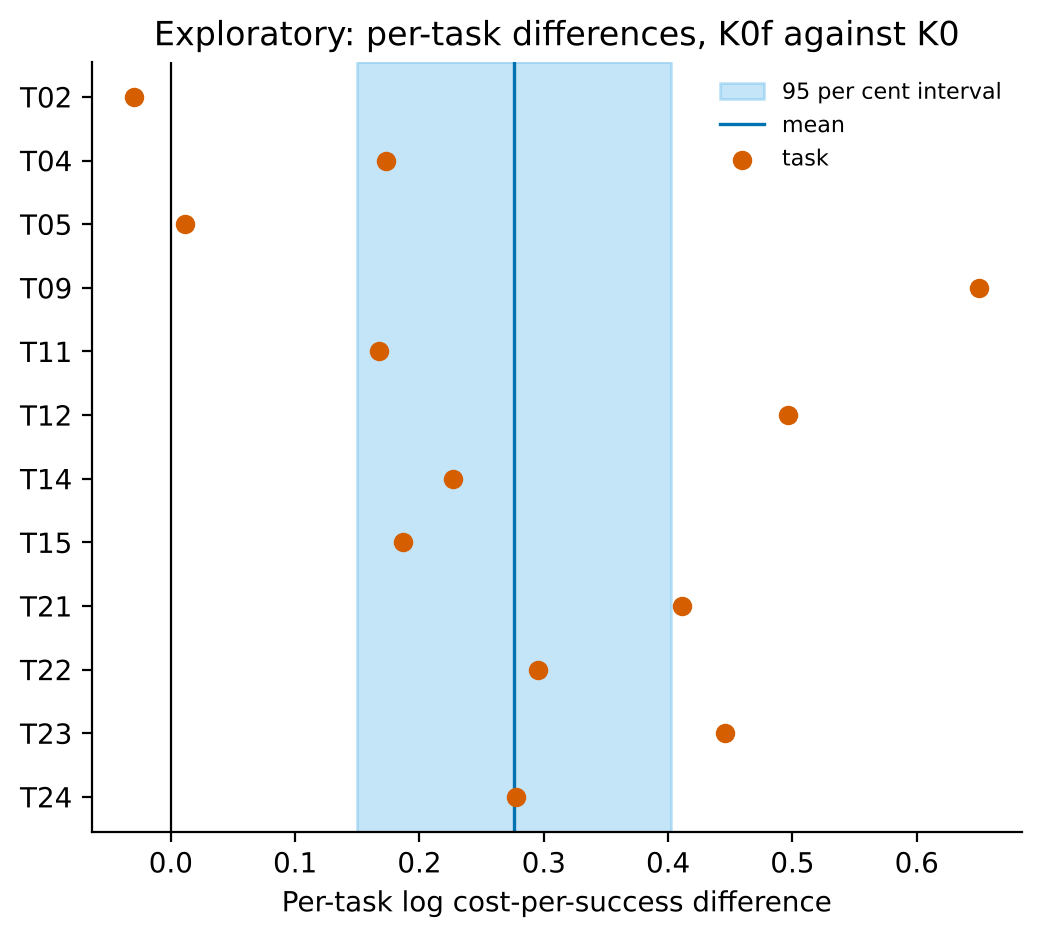 Exploratory: per-task differences, K0f against K0
95 per cent interval
mean
task
T02
T04
T05
T09
T11
T12
T14
T15
T21
T22
T23
T24
0.0 0.1 0.2 0.3 0.4 0.5 0.6
Per-task log cost-per-success difference